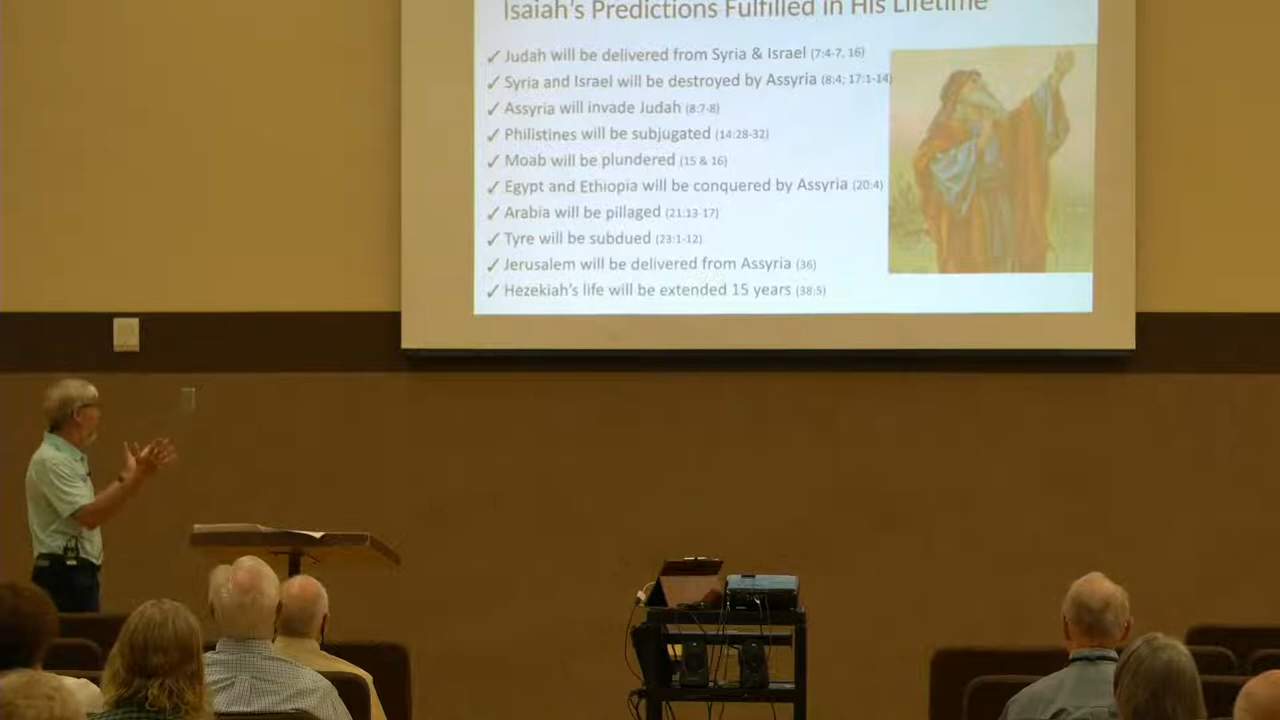 Isaiah's Predictions Fulfilled in His Lifetime
✓ Judah will be delivered from Syria & Israel (7:4-7, 16)
✓ Syria and Israel will be destroyed by Assyria (8:4; 17:1-14)
✓ Assyria will invade Judah (8:7-8)
✓ Philistines will be subjugated (14:28-32)
✓ Moab will be plundered (15 & 16)
✓ Egypt and Ethiopia will be conquered by Assyria (20:4)
✓ Arabia will be pillaged (21:13-17)
✓ Tyre will be subdued (23:1-12)
✓ Jerusalem will be delivered from Assyria (36)
✓ Hezekiah's life will be extended 15 years (38:5)